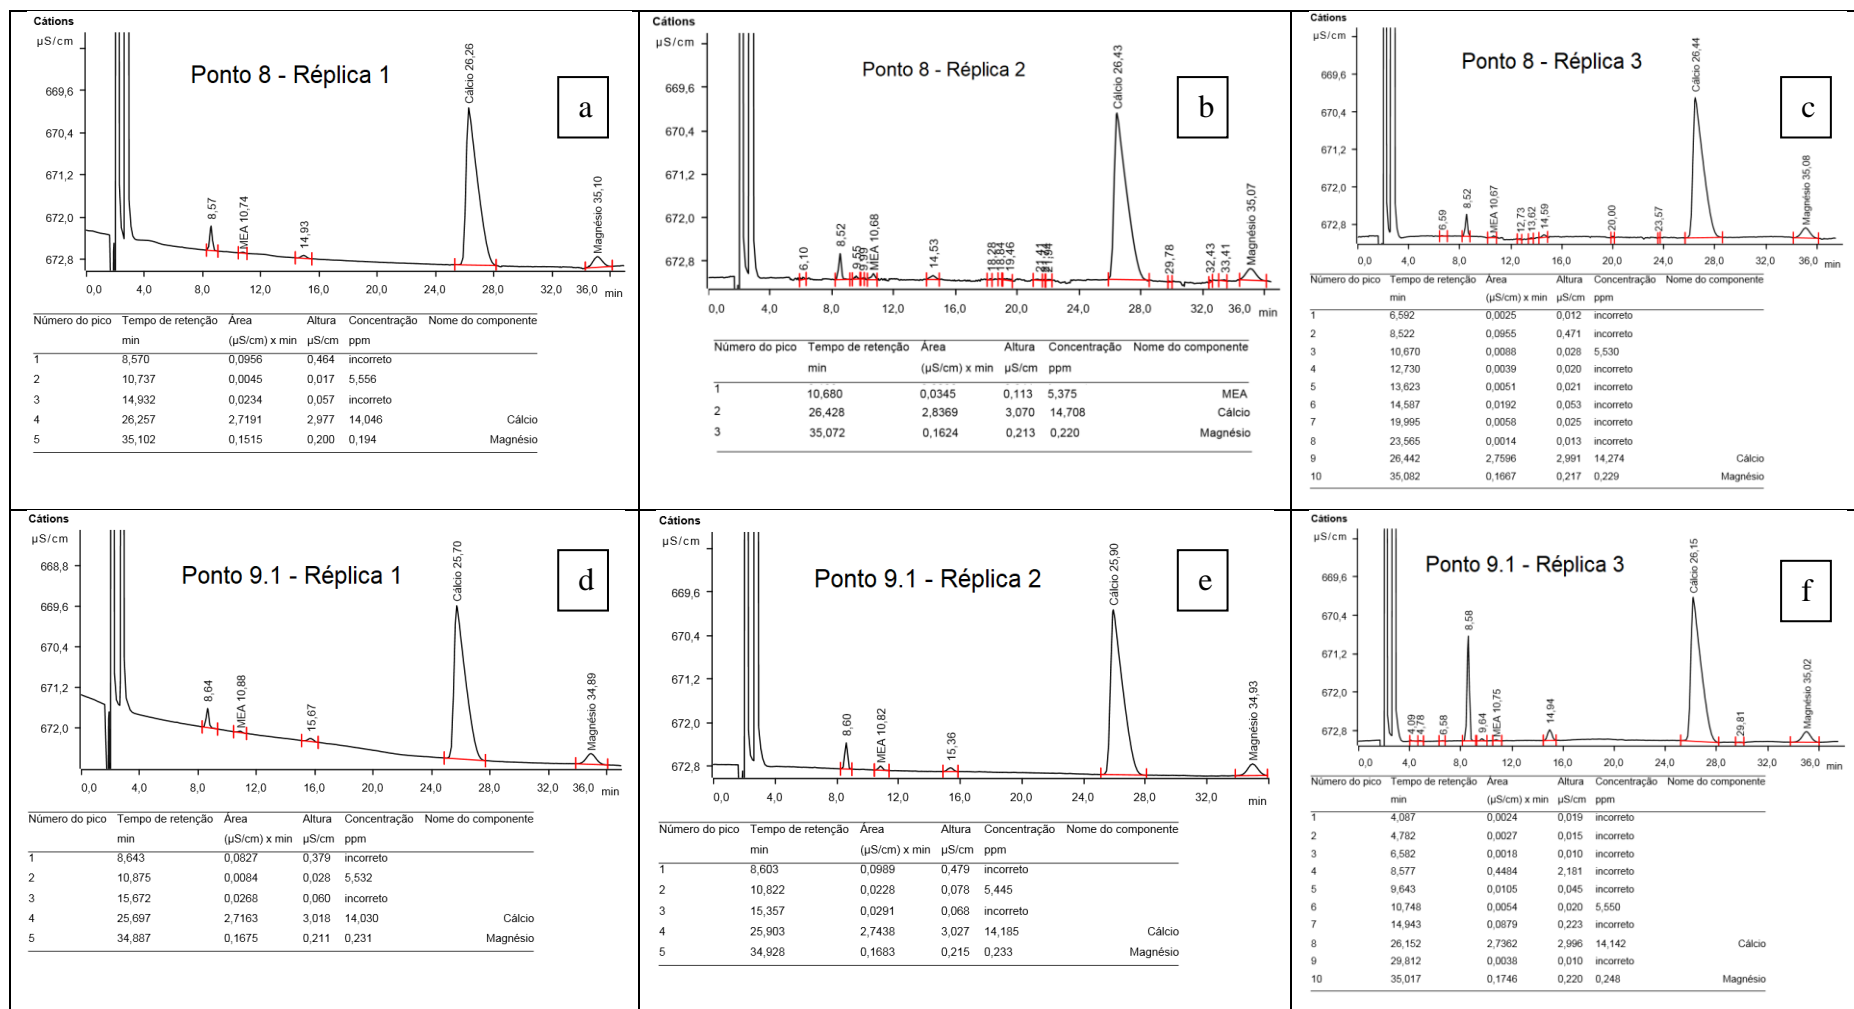 Cátions
µS/cm
Ponto 8 - Réplica 1
a
669,6
670,4
671,2
672,0
672,8
8,57
MEA 10,74
14,93
Cálcio 26,26
Magnésio 35,10
0,0 4,0 8,0 12,0 16,0 20,0 24,0 28,0 32,0 36,0 min
Número do pico Tempo de retenção Área Altura Concentração Nome do componente
min (µS/cm) x min µS/cm ppm
1 8,570 0,0956 0,464 incorreto
2 10,737 0,0045 0,017 5,556
3 14,932 0,0234 0,057 incorreto
4 26,257 2,7191 2,977 14,046 Cálcio
5 35,102 0,1515 0,200 0,194 Magnésio
Cátions
µS/cm
Ponto 8 - Réplica 2
b
669,6
670,4
671,2
672,0
672,8
6,10
8,52
9,55
9,99
MEA 10,68
14,53
18,28
18,84
19,46
21,41
21,94
Cálcio 26,43
29,78
32,43
33,41
Magnésio 35,07
0,0 4,0 8,0 12,0 16,0 20,0 24,0 28,0 32,0 36,0 min
Número do pico Tempo de retenção Área Altura Concentração Nome do componente
min (µS/cm) x min µS/cm ppm
1 10,680 0,0345 0,113 5,375 MEA
2 26,428 2,8369 3,070 14,708 Cálcio
3 35,072 0,1624 0,213 0,220 Magnésio
Cátions
µS/cm
Ponto 8 - Réplica 3
c
669,6
670,4
671,2
672,0
672,8
6,59
8,52
MEA 10,67
12,73
13,62
14,59
20,00
23,57
Cálcio 26,44
Magnésio 35,08
0,0 4,0 8,0 12,0 16,0 20,0 24,0 28,0 32,0 36,0 min
Número do pico Tempo de retenção Área Altura Concentração Nome do componente
min (µS/cm) x min µS/cm ppm
1 6,592 0,0025 0,012 incorreto
2 8,522 0,0955 0,471 incorreto
3 10,670 0,0088 0,028 5,530
4 12,730 0,0039 0,020 incorreto
5 13,623 0,0051 0,021 incorreto
6 14,587 0,0192 0,053 incorreto
7 19,995 0,0058 0,025 incorreto
8 23,565 0,0014 0,013 incorreto
9 26,442 2,7596 2,991 14,274 Cálcio
10 35,082 0,1667 0,217 0,229 Magnésio
Cátions
µS/cm
Ponto 9.1 - Réplica 1
d
668,8
669,6
670,4
671,2
672,0
8,64
MEA 10,88
15,67
Cálcio 25,70
Magnésio 34,89
0,0 4,0 8,0 12,0 16,0 20,0 24,0 28,0 32,0 36,0 min
Número do pico Tempo de retenção Área Altura Concentração Nome do componente
min (µS/cm) x min µS/cm ppm
1 8,643 0,0827 0,379 incorreto
2 10,875 0,0084 0,028 5,532
3 15,672 0,0268 0,060 incorreto
4 25,697 2,7163 3,018 14,030 Cálcio
5 34,887 0,1675 0,211 0,231 Magnésio
Cátions
µS/cm
Ponto 9.1 - Réplica 2
e
669,6
670,4
671,2
672,0
672,8
8,60
MEA 10,82
15,36
Cálcio 25,90
Magnésio 34,93
0,0 4,0 8,0 12,0 16,0 20,0 24,0 28,0 32,0 min
Número do pico Tempo de retenção Área Altura Concentração Nome do componente
min (µS/cm) x min µS/cm ppm
1 8,603 0,0989 0,479 incorreto
2 10,822 0,0228 0,078 5,445
3 15,357 0,0291 0,068 incorreto
4 25,903 2,7438 3,027 14,185 Cálcio
5 34,928 0,1683 0,215 0,233 Magnésio
Cátions
µS/cm
Ponto 9.1 - Réplica 3
f
669,6
670,4
671,2
672,0
672,8
4,09
4,78
6,58
8,58
9,64
MEA 10,75
14,94
Cálcio 26,15
29,81
Magnésio 35,02
0,0 4,0 8,0 12,0 16,0 20,0 24,0 28,0 32,0 36,0 min
Número do pico Tempo de retenção Área Altura Concentração Nome do componente
min (µS/cm) x min µS/cm ppm
1 4,087 0,0024 0,019 incorreto
2 4,782 0,0027 0,015 incorreto
3 6,582 0,0018 0,010 incorreto
4 8,577 0,4484 2,181 incorreto
5 9,643 0,0105 0,045 incorreto
6 10,748 0,0054 0,020 5,550
7 14,943 0,0879 0,223 incorreto
8 26,152 2,7362 2,996 14,142 Cálcio
9 29,812 0,0038 0,010 incorreto
10 35,017 0,1746 0,220 0,248 Magnésio